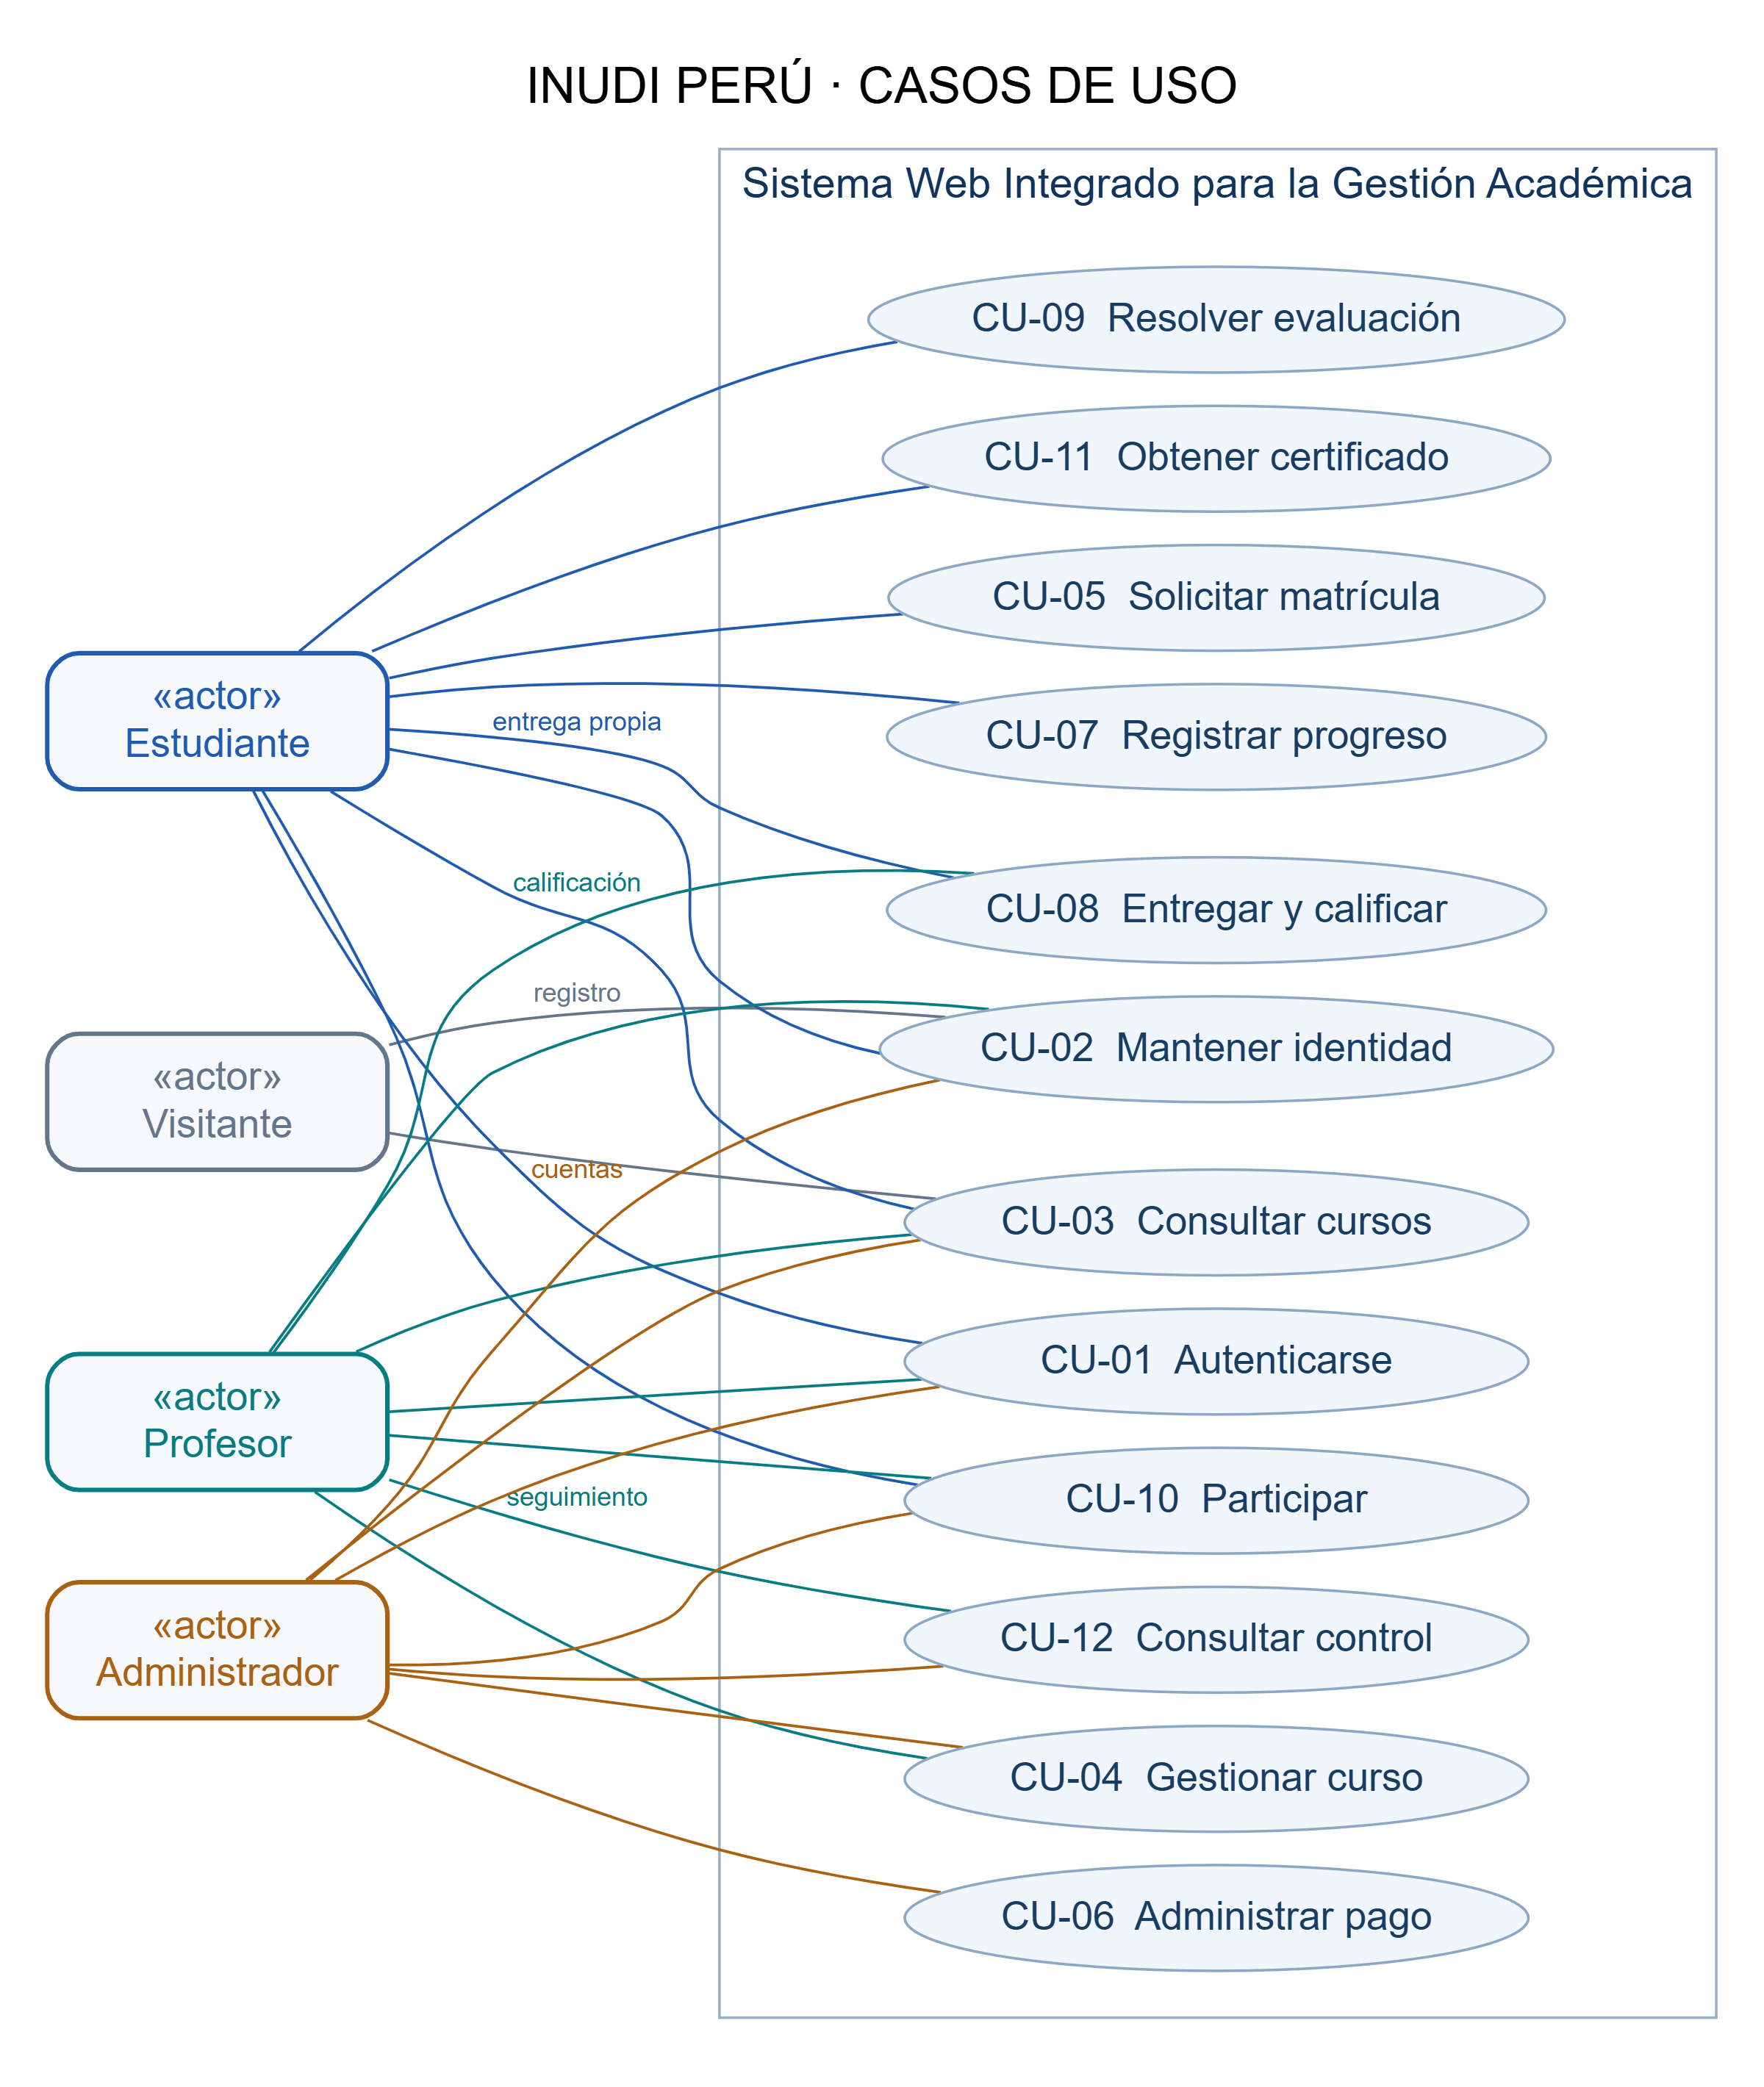 INUDI PERÚ · CASOS DE USO
Sistema Web Integrado para la Gestión Académica
CU-09 Resolver evaluación
CU-11 Obtener certificado
CU-05 Solicitar matrícula
«actor»
Estudiante
entrega propia
CU-07 Registrar progreso
calificación
CU-08 Entregar y calificar
registro
«actor»
Visitante
CU-02 Mantener identidad
cuentas
CU-03 Consultar cursos
CU-01 Autenticarse
«actor»
Profesor
seguimiento
CU-10 Participar
«actor»
Administrador
CU-12 Consultar control
CU-04 Gestionar curso
CU-06 Administrar pago